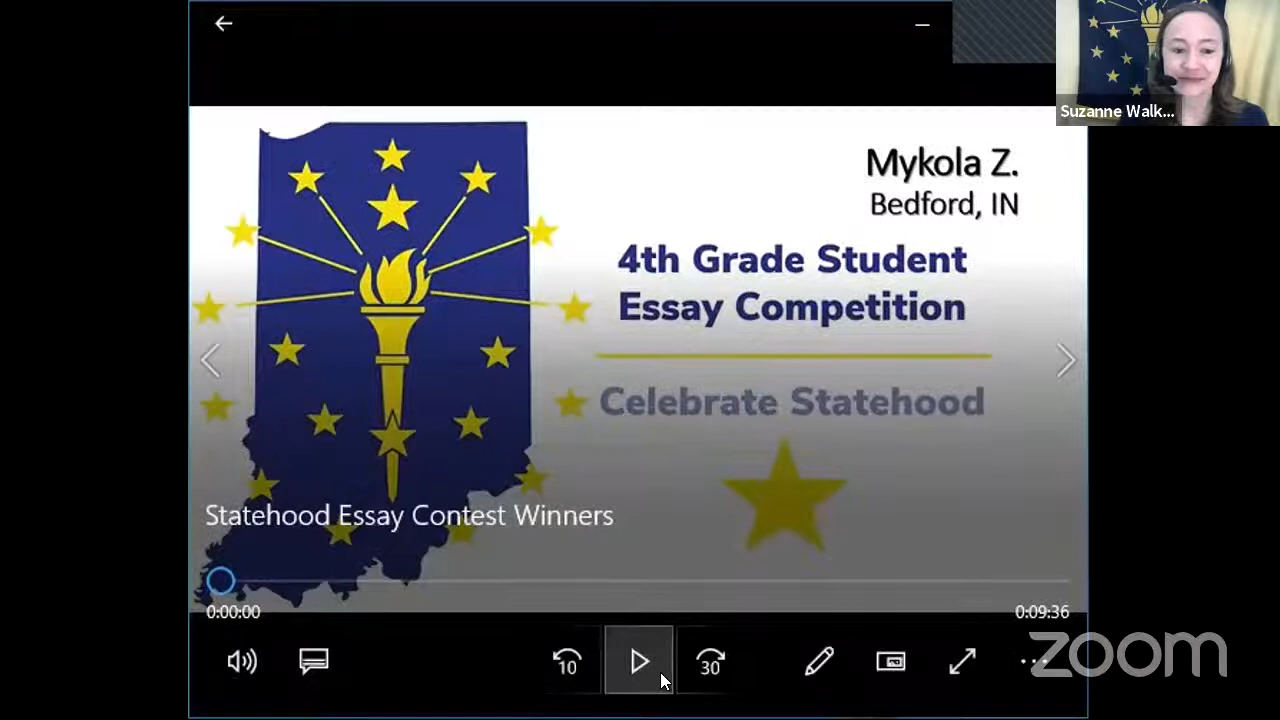 Suzanne Walk...
Mykola Z.
Bedford, IN
4th Grade Student
Essay Competition
Celebrate Statehood
Statehood Essay Contest Winners
0:00:00
0:09:36
10
30
zoom